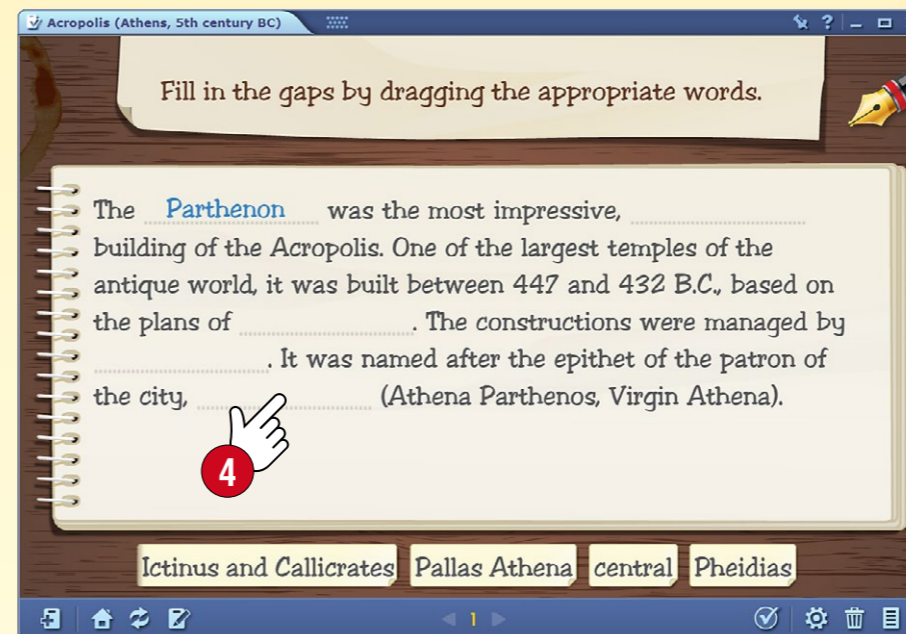 Acropolis (Athens, 5th century BC)
?
Fill in the gaps by dragging the appropriate words.
The Parthenon was the most impressive,
building of the Acropolis. One of the largest temples of the
antique world, it was built between 447 and 432 B.C., based on
the plans of . The constructions were managed by
. It was named after the epithet of the patron of
the city, (Athena Parthenos, Virgin Athena).
4
Ictinus and Callicrates Pallas Athena central Pheidias
1